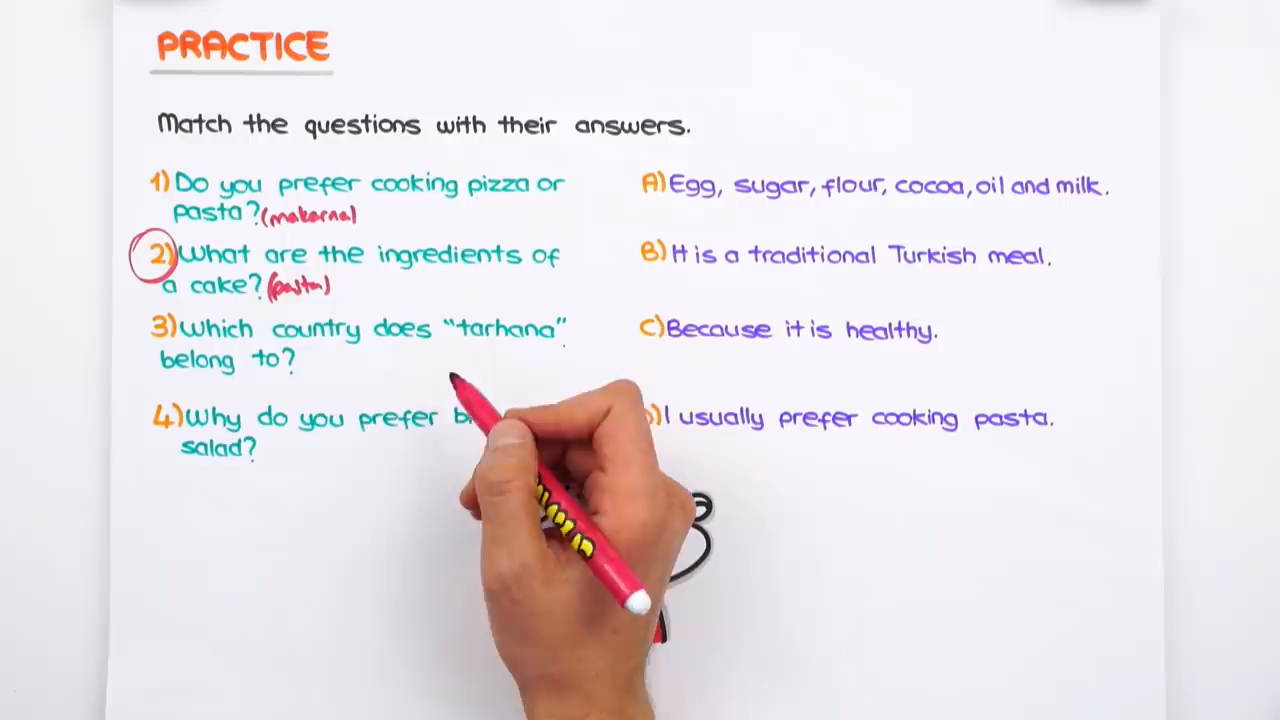 PRACTICE
Match the questions with their answers.
1) Do you prefer cooking pizza or
pasta? (makarna)
2) What are the ingredients of
a cake? (pasta)
3) Which country does "tarhana"
belong to?
4) Why do you prefer
salad?
A) Egg, sugar, flour, cocoa, oil and milk.
B) It is a traditional Turkish meal.
C) Because it is healthy.
) I usually prefer cooking pasta.